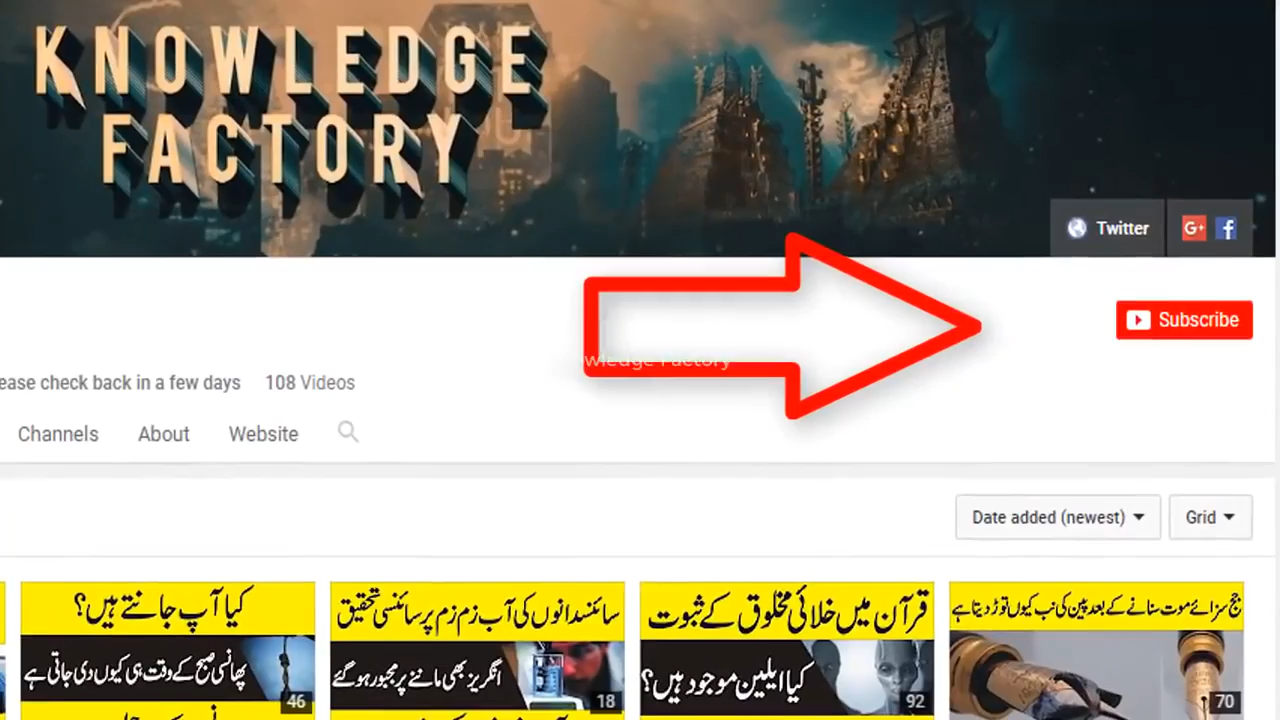 KNOWLEDGE
FACTORY
Twitter
G+ f
Subscribe
wledge Factory
ease check back in a few days 108 Videos
Channels About Website
Date added (newest) Grid
کیا آپ جانتے ہیں؟
پھانسی صبح کے وقت ہی کیوں دی جاتی ہے
46
سائنسدانوں کی آب زم زم پر سائنسی تحقیق
انگریز بھی ماننے پر مجبور ہو گئے
18
قرآن میں خلائی مخلوق کے ثبوت
کیا ایلین موجود ہیں؟
92
جج سزائے موت سنانے کے بعد پین کی نب کیوں توڑ دیتا ہے
70